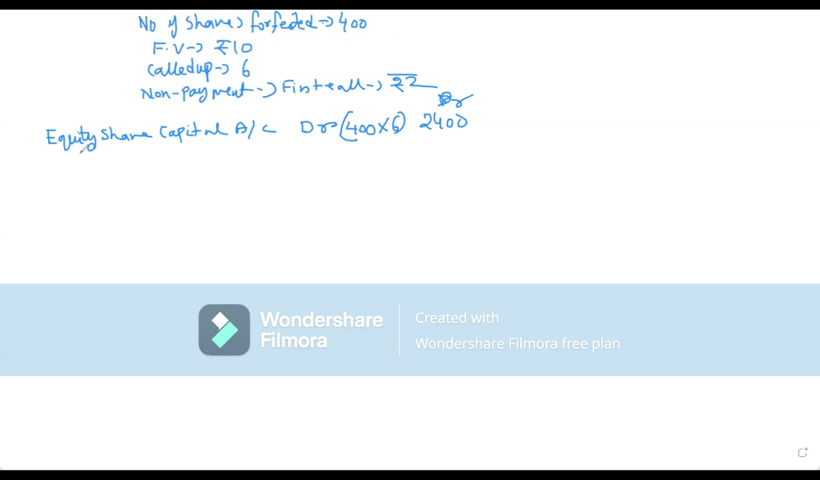 No of Shares forfeited → 400
F.V → ₹10
Called up → 6
Non-payment → First call → ₹2
Dr
Equity Share Capital A/c Dr (400×6) 2400
Wondershare
Filmora
Created with
Wondershare Filmora free plan